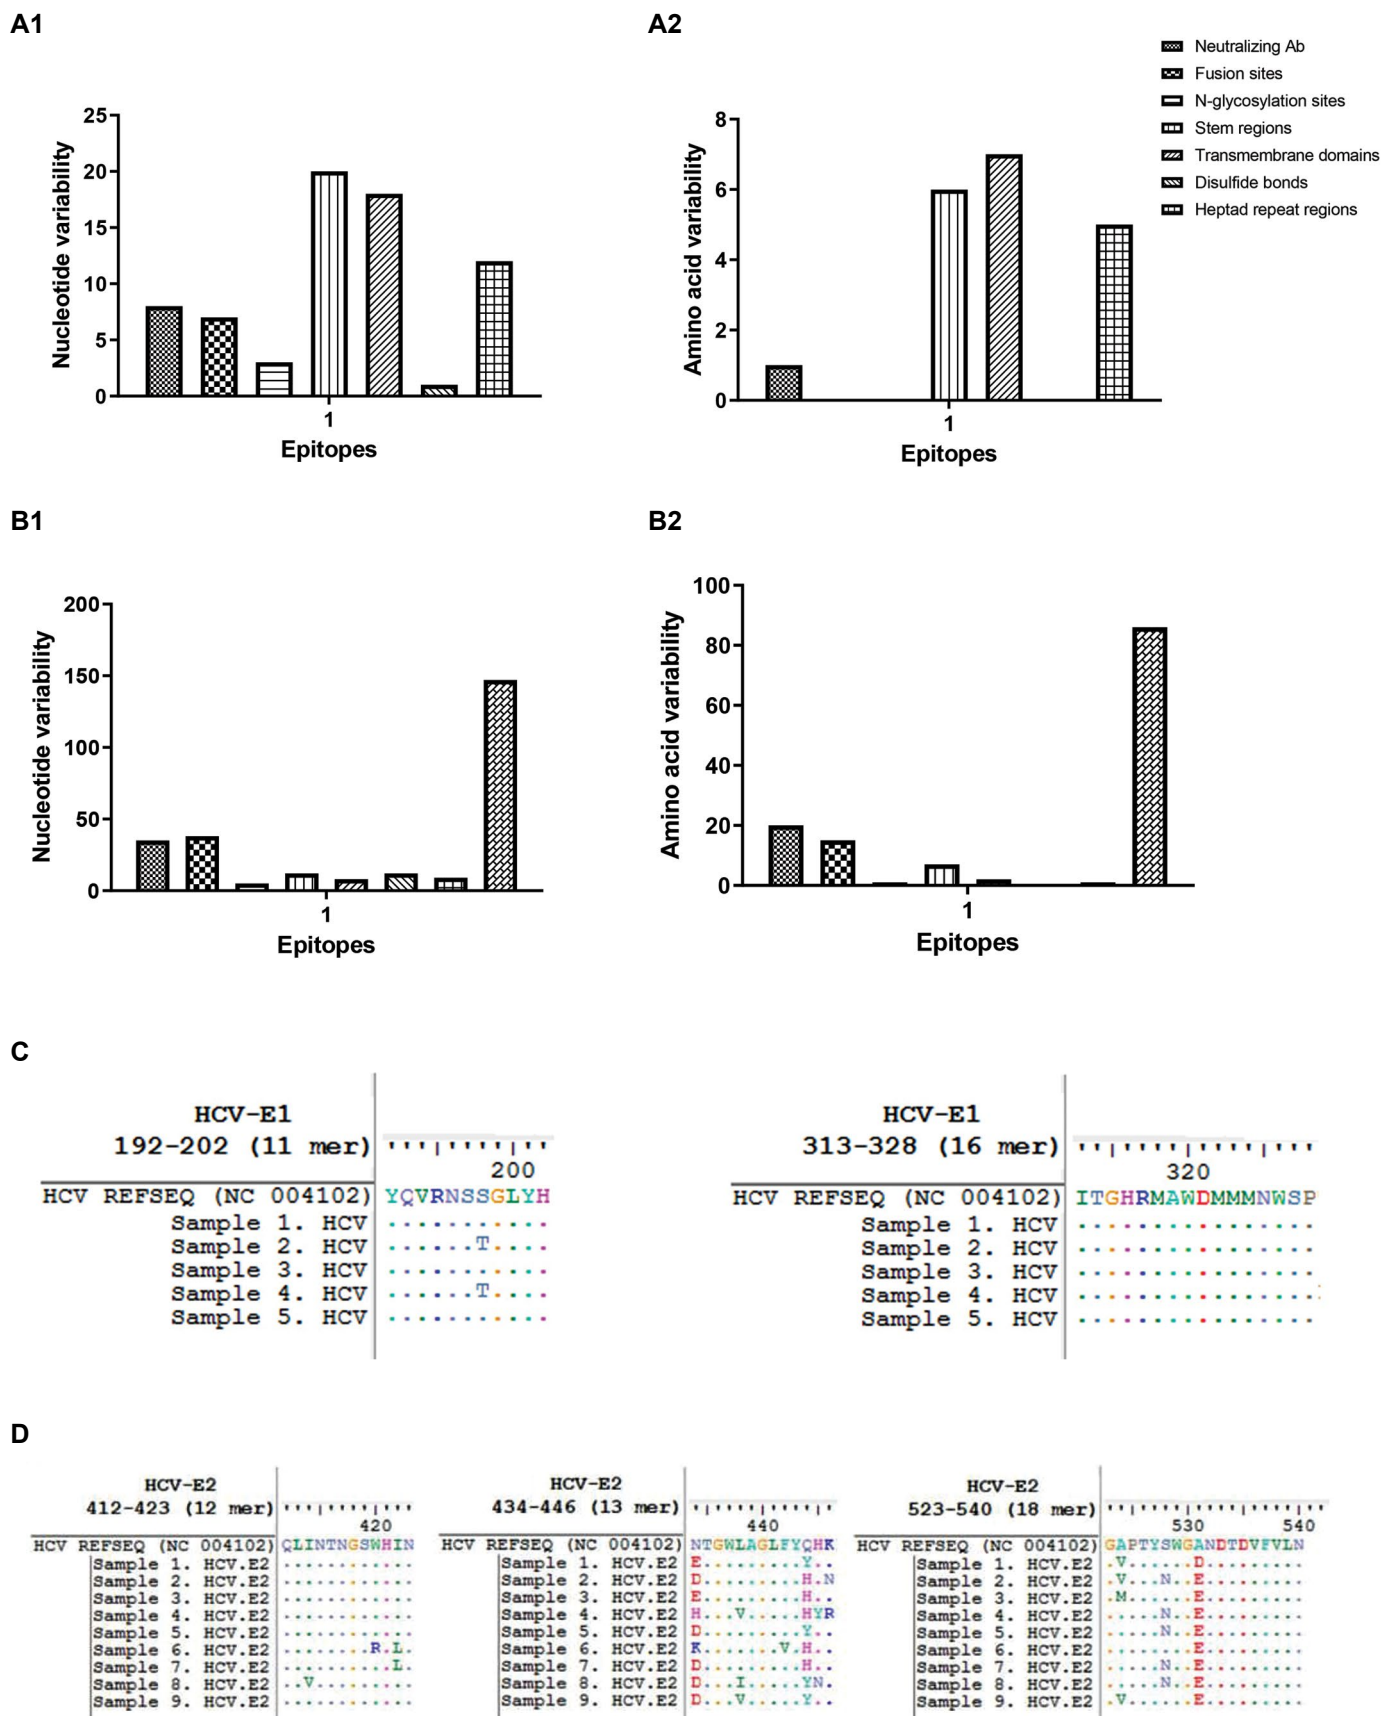 A1
A2
Neutralizing Ab
Fusion sites
N-glycosylation sites
Stem regions
Transmembrane domains
Disulfide bonds
Heptad repeat regions
Nucleotide variability
25
20
15
10
5
0
1
Epitopes
Amino acid variability
8
6
4
2
0
1
Epitopes
B1
B2
Nucleotide variability
200
150
100
50
0
1
Epitopes
Amino acid variability
100
80
60
40
20
0
1
Epitopes
C
HCV-E1
192-202 (11 mer)
200
HCV REFSEQ (NC 004102) YQVRNSSGLYH
Sample 1. HCV ...........
Sample 2. HCV ......T....
Sample 3. HCV ...........
Sample 4. HCV ......T....
Sample 5. HCV ...........
HCV-E1
313-328 (16 mer)
320
HCV REFSEQ (NC 004102) ITGHRMAWDMMMNWSP
Sample 1. HCV ................
Sample 2. HCV ................
Sample 3. HCV ................
Sample 4. HCV ................
Sample 5. HCV ................
D
HCV-E2
412-423 (12 mer)
420
HCV REFSEQ (NC 004102) QLINTNGSWHIN
Sample 1. HCV.E2 ............
Sample 2. HCV.E2 ............
Sample 3. HCV.E2 ............
Sample 4. HCV.E2 ............
Sample 5. HCV.E2 ............
Sample 6. HCV.E2 ........R.L.
Sample 7. HCV.E2 ..........L.
Sample 8. HCV.E2 ..V.........
Sample 9. HCV.E2 ............
HCV-E2
434-446 (13 mer)
440
HCV REFSEQ (NC 004102) NTGWLAGLFYQHK
Sample 1. HCV.E2 E.........Y..
Sample 2. HCV.E2 D.........H.N
Sample 3. HCV.E2 E.........H..
Sample 4. HCV.E2 H...V.....HYR
Sample 5. HCV.E2 D.........Y..
Sample 6. HCV.E2 K.......V.H..
Sample 7. HCV.E2 D.........H..
Sample 8. HCV.E2 D...I.....YN.
Sample 9. HCV.E2 D...V.....Y..
HCV-E2
523-540 (18 mer)
530
540
HCV REFSEQ (NC 004102) GAPTYSWGANDTDVFVLN
Sample 1. HCV.E2 .V......D.........
Sample 2. HCV.E2 .V...N..E.........
Sample 3. HCV.E2 .M......E.........
Sample 4. HCV.E2 .....N..E.........
Sample 5. HCV.E2 .....N..E.........
Sample 6. HCV.E2 ........E.........
Sample 7. HCV.E2 .....N..E.........
Sample 8. HCV.E2 .....N..E.........
Sample 9. HCV.E2 .V......E.........